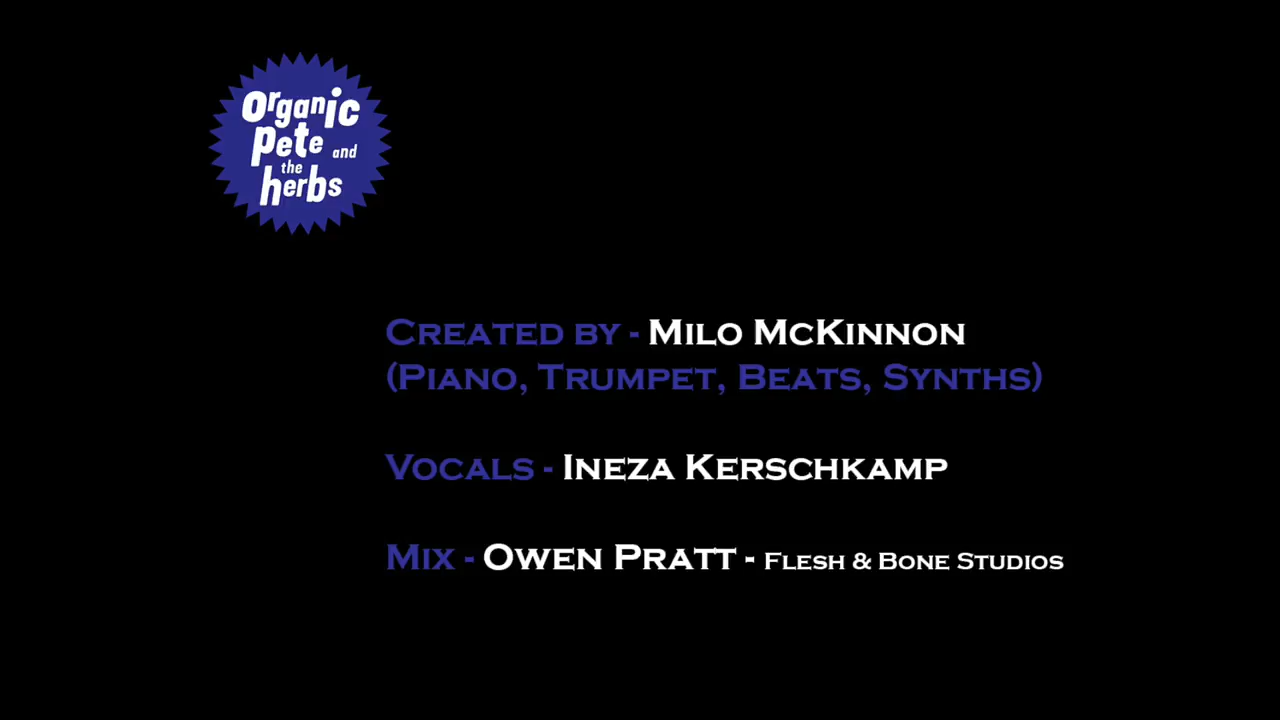 Organic
Pete and
the
herbs
Created by - Milo McKinnon
(Piano, Trumpet, Beats, Synths)
Vocals - Ineza Kerschkamp
Mix - Owen Pratt - Flesh & Bone Studios